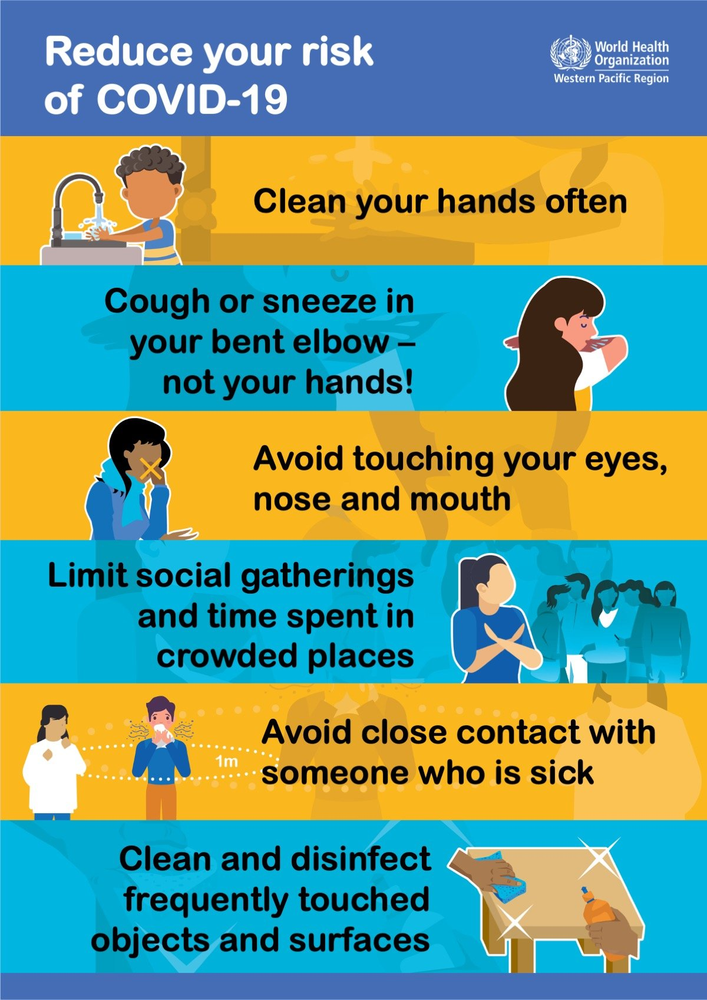 Reduce your risk
of COVID-19
World Health
Organization
Western Pacific Region
Clean your hands often
Cough or sneeze in
your bent elbow –
not your hands!
Avoid touching your eyes,
nose and mouth
Limit social gatherings
and time spent in
crowded places
1m
Avoid close contact with
someone who is sick
Clean and disinfect
frequently touched
objects and surfaces